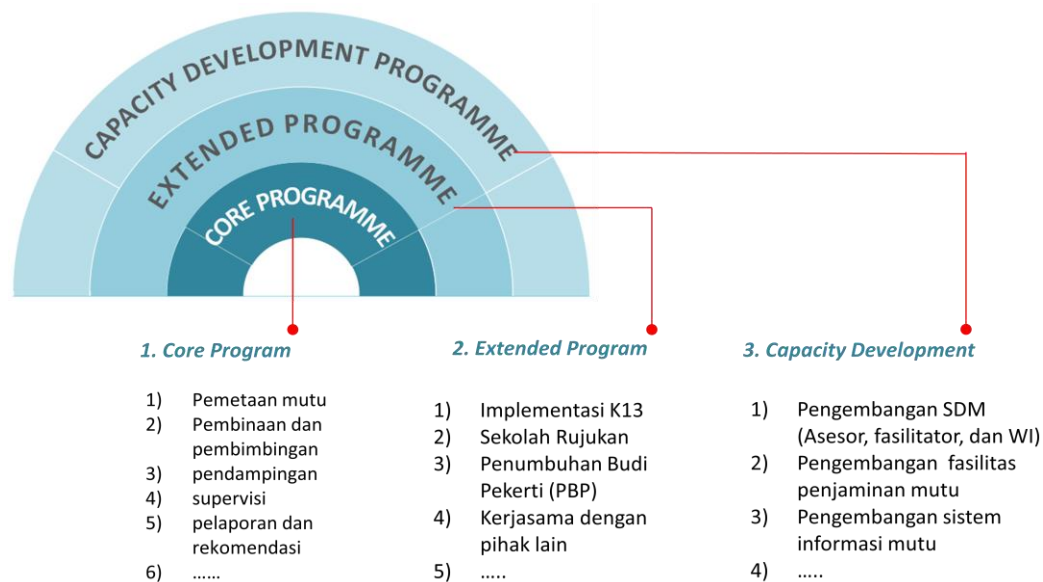 CAPACITY DEVELOPMENT PROGRAMME
EXTENDED PROGRAMME
CORE PROGRAMME
1. Core Program
1) Pemetaan mutu
2) Pembinaan dan
pembimbingan
3) pendampingan
4) supervisi
5) pelaporan dan
rekomendasi
6) ......
2. Extended Program
1) Implementasi K13
2) Sekolah Rujukan
3) Penumbuhan Budi
Pekerti (PBP)
4) Kerjasama dengan
pihak lain
5) .....
3. Capacity Development
1) Pengembangan SDM
(Asesor, fasilitator, dan WI)
2) Pengembangan fasilitas
penjaminan mutu
3) Pengembangan sistem
informasi mutu
4) .....